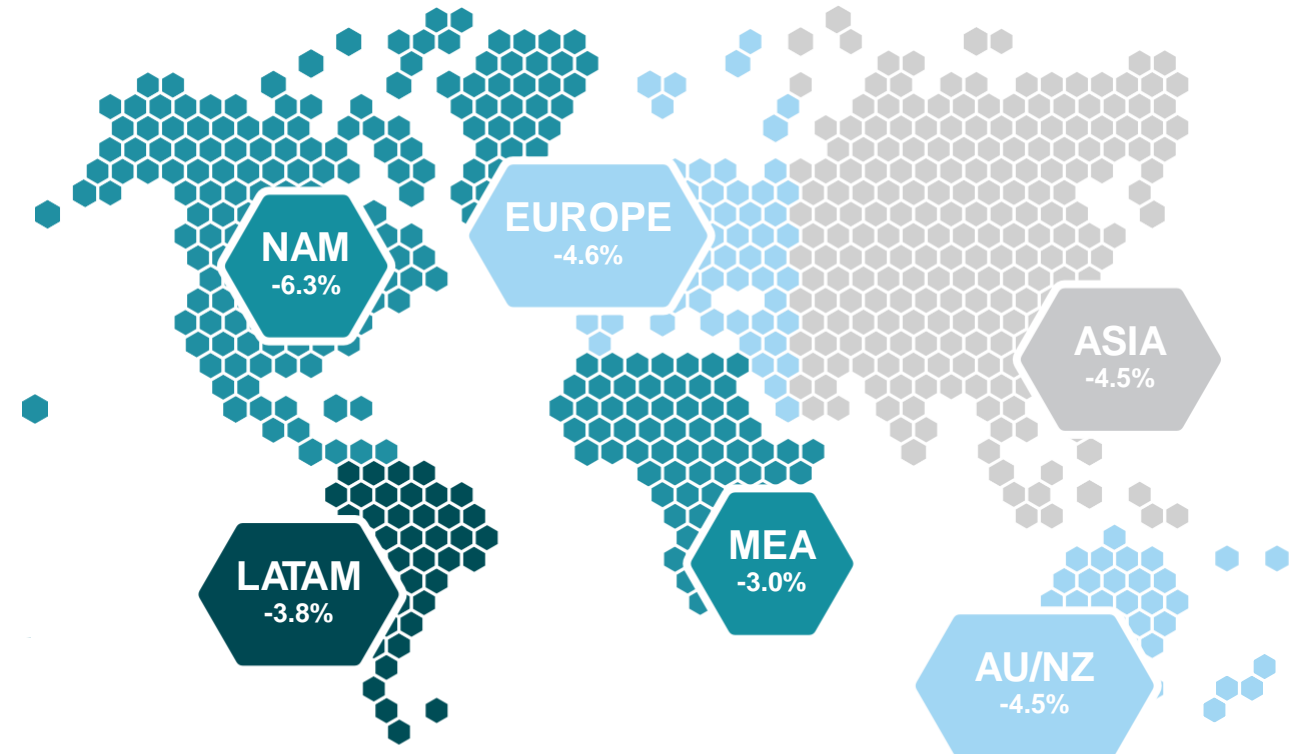 NAM
-6.3%
EUROPE
-4.6%
ASIA
-4.5%
LATAM
-3.8%
MEA
-3.0%
AU/NZ
-4.5%